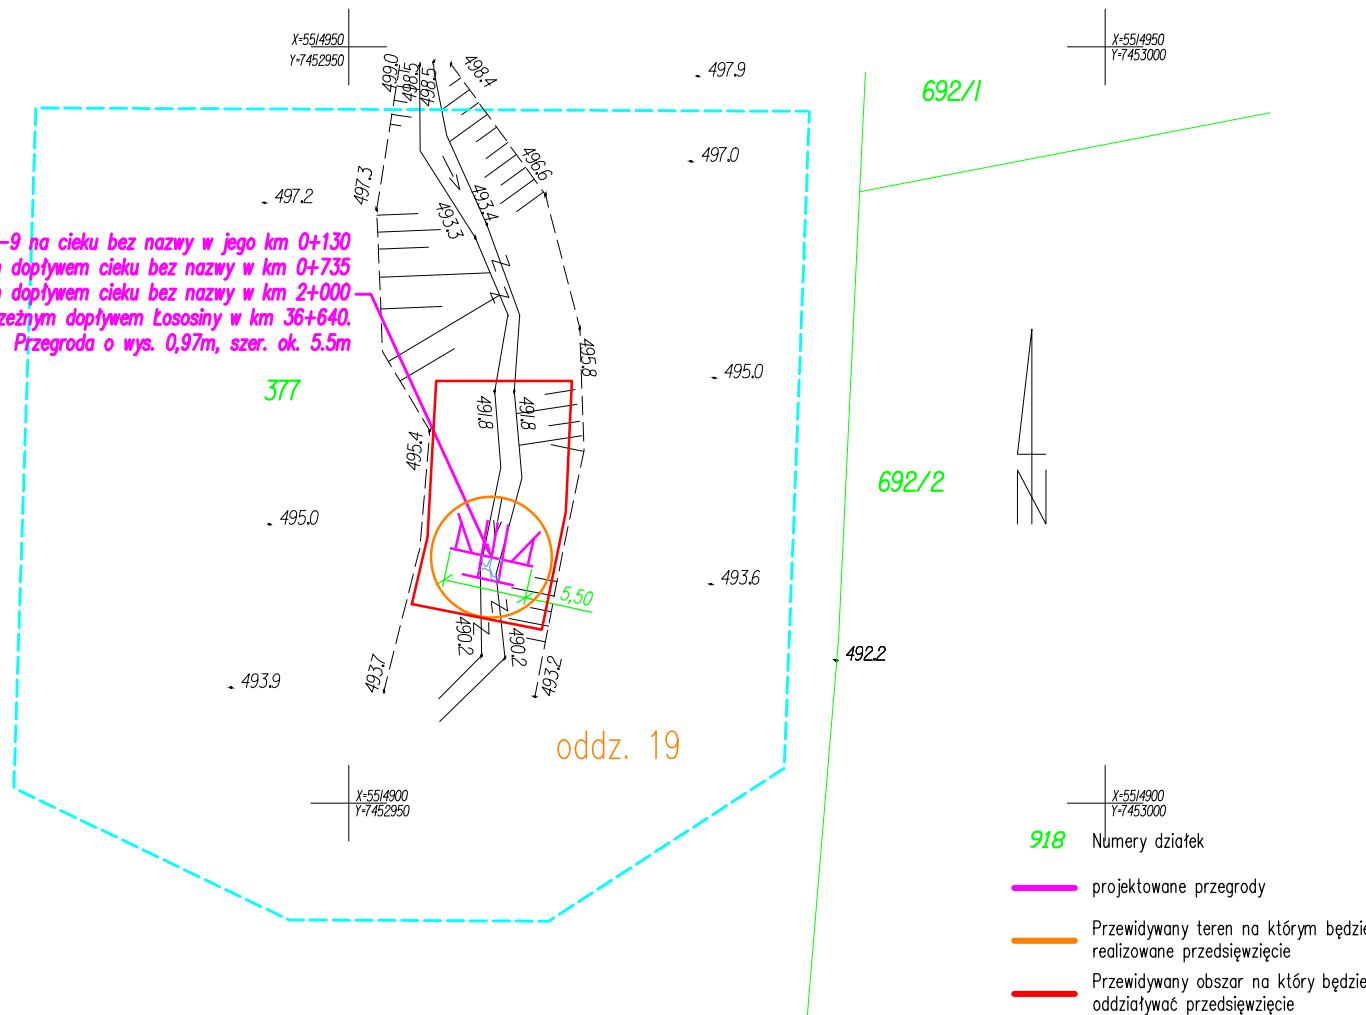 X=5514950
Y=7452950
X=5514950
Y=7453000
499.0
498.5
498.5
498.4
497.9
692/1
496.6
497.0
497.3
497.2
493.4
493.3
-9 na cieku bez nazwy w jego km 0+130
dopływem cieku bez nazwy w km 0+735
dopływem cieku bez nazwy w km 2+000
dopływem Łososiny w km 36+640.
Przegroda o wys. 0,97m, szer. ok. 5.5m
495.8
495.0
377
491.8
491.8
495.4
692/2
N
495.0
493.6
5,50
490.2
490.2
492.2
493.7
493.2
493.9
oddz. 19
X=5514900
Y=7452950
X=5514900
Y=7453000
918 Numery działek
projektowane przegrody
Przewidywany teren na którym będzie
realizowane przedsięwzięcie
Przewidywany obszar na który będzie
oddziaływać przedsięwzięcie